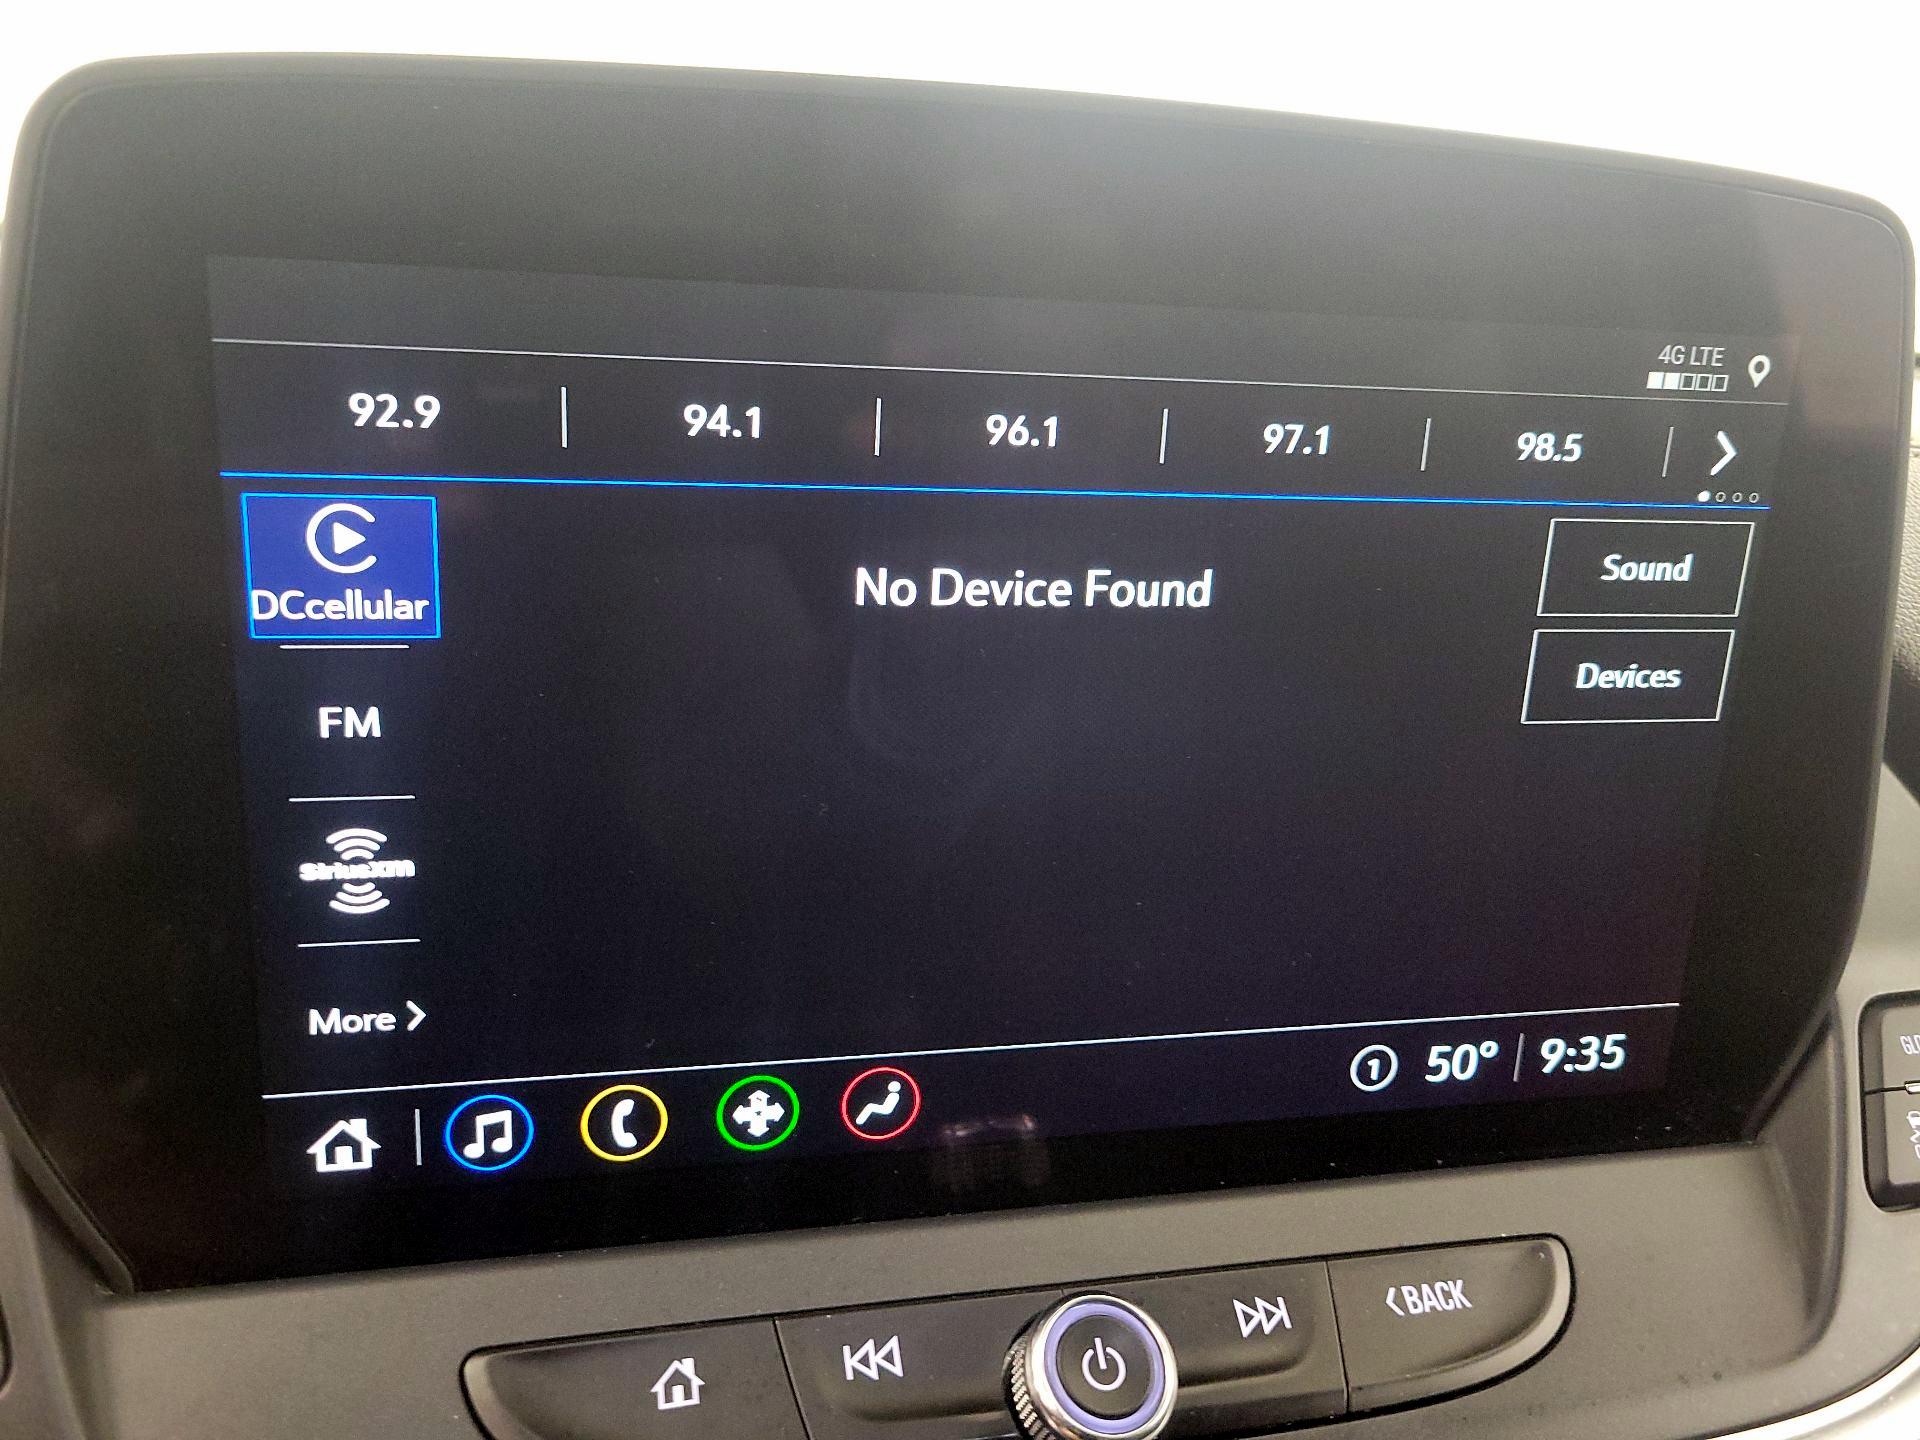 4G LTE
92.9 94.1 96.1 97.1 98.5
DCcellular
No Device Found
Sound
Devices
FM
SiriusXM
More
1 50° 9:35
BACK